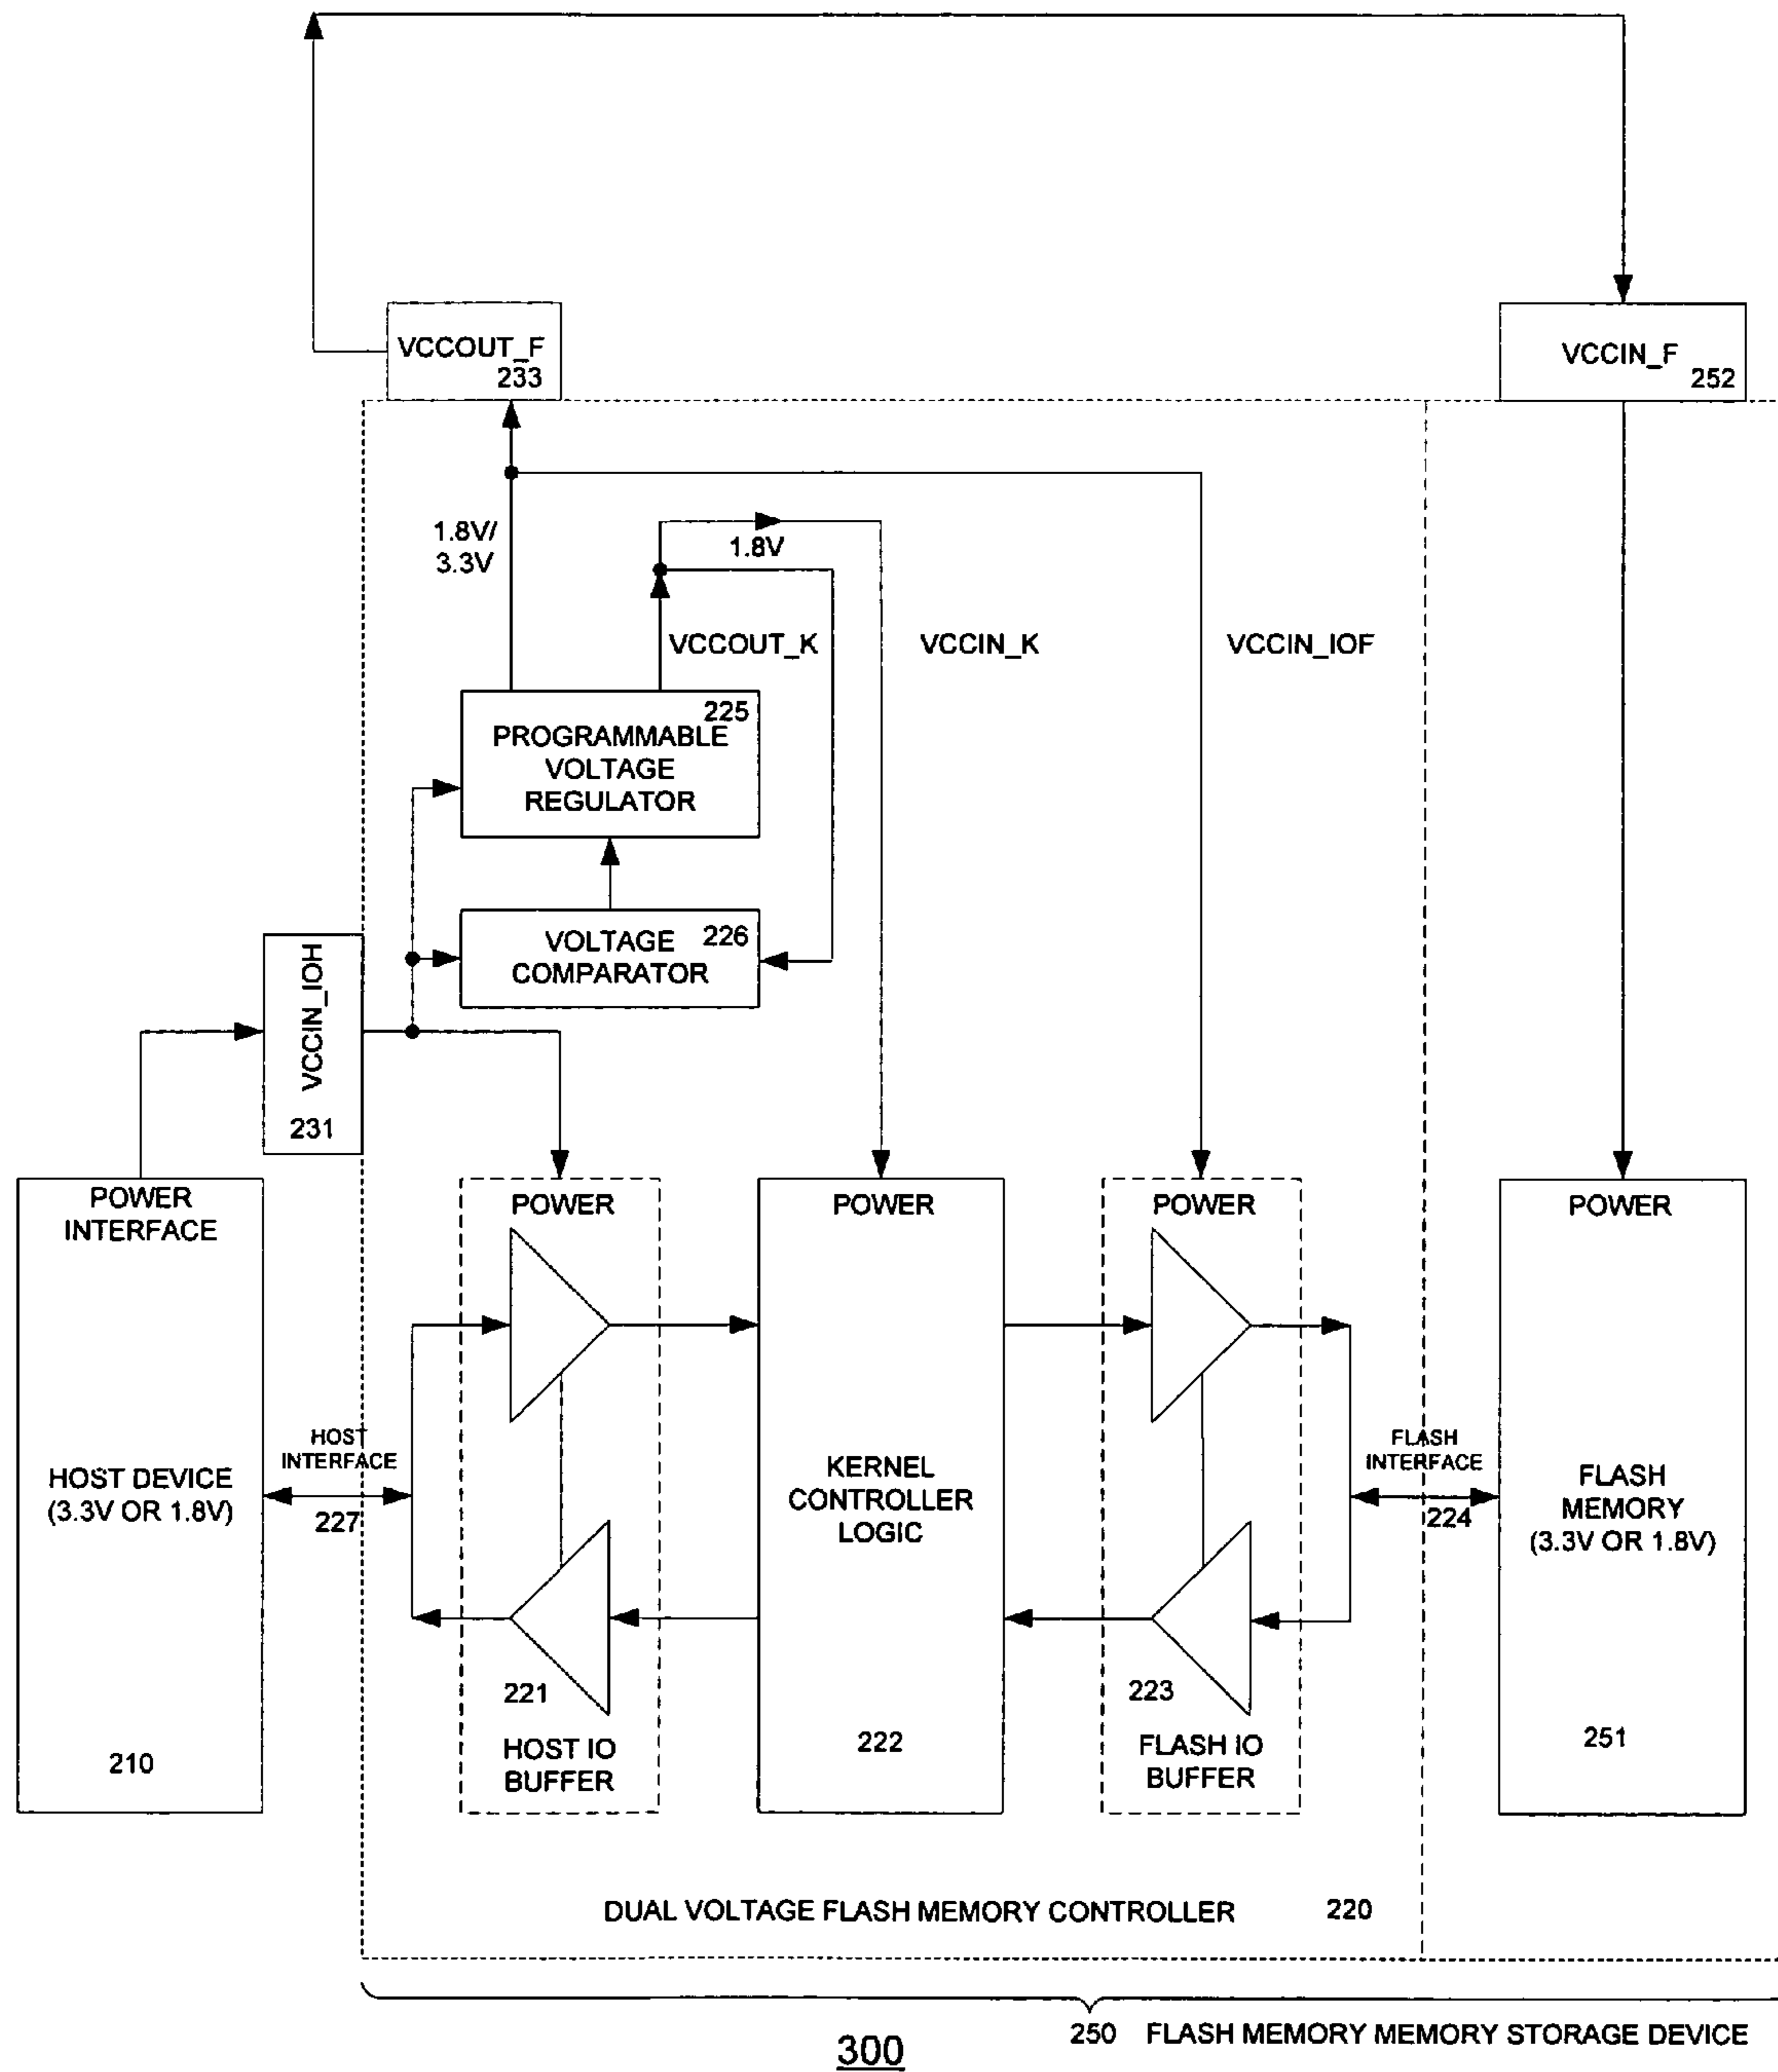 VCCOUT_F
233
VCCIN_F
252
1.8V/
3.3V
1.8V
VCCOUT_K
VCCIN_K
VCCIN_IOF
225
PROGRAMMABLE
VOLTAGE
REGULATOR
226
VOLTAGE
COMPARATOR
VCCIN_IOH
231
POWER
INTERFACE
POWER
POWER
POWER
POWER
HOST
INTERFACE
227
HOST DEVICE
(3.3V OR 1.8V)
KERNEL
CONTROLLER
LOGIC
FLASH
INTERFACE
224
FLASH
MEMORY
(3.3V OR 1.8V)
210
221
HOST IO
BUFFER
222
223
FLASH IO
BUFFER
251
DUAL VOLTAGE FLASH MEMORY CONTROLLER 220
250 FLASH MEMORY MEMORY STORAGE DEVICE
300